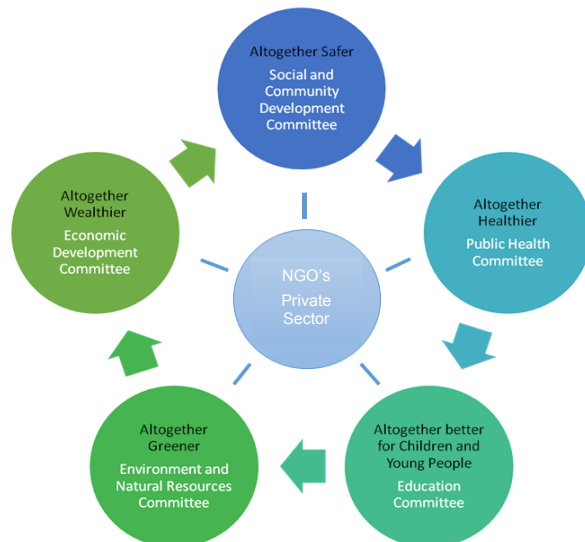 Altogether Safer
Social and
Community
Development
Committee
Altogether
Healthier
Public Health
Committee
Altogether better
for Children and
Young People
Education
Committee
Altogether
Greener
Environment and
Natural Resources
Committee
Altogether
Wealthier
Economic
Development
Committee
NGO's
Private
Sector